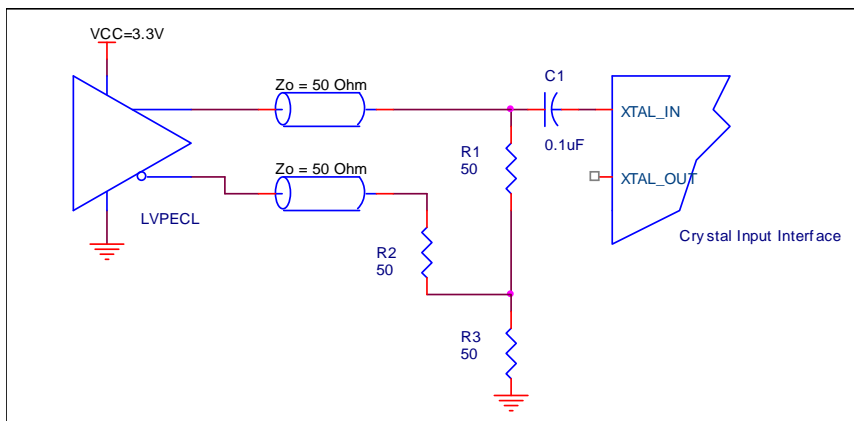 VCC=3.3V
Zo = 50 Ohm
C1
XTAL_IN
0.1uF
R1
50
Zo = 50 Ohm
XTAL_OUT
LVPECL
Crystal Input Interface
R2
50
R3
50